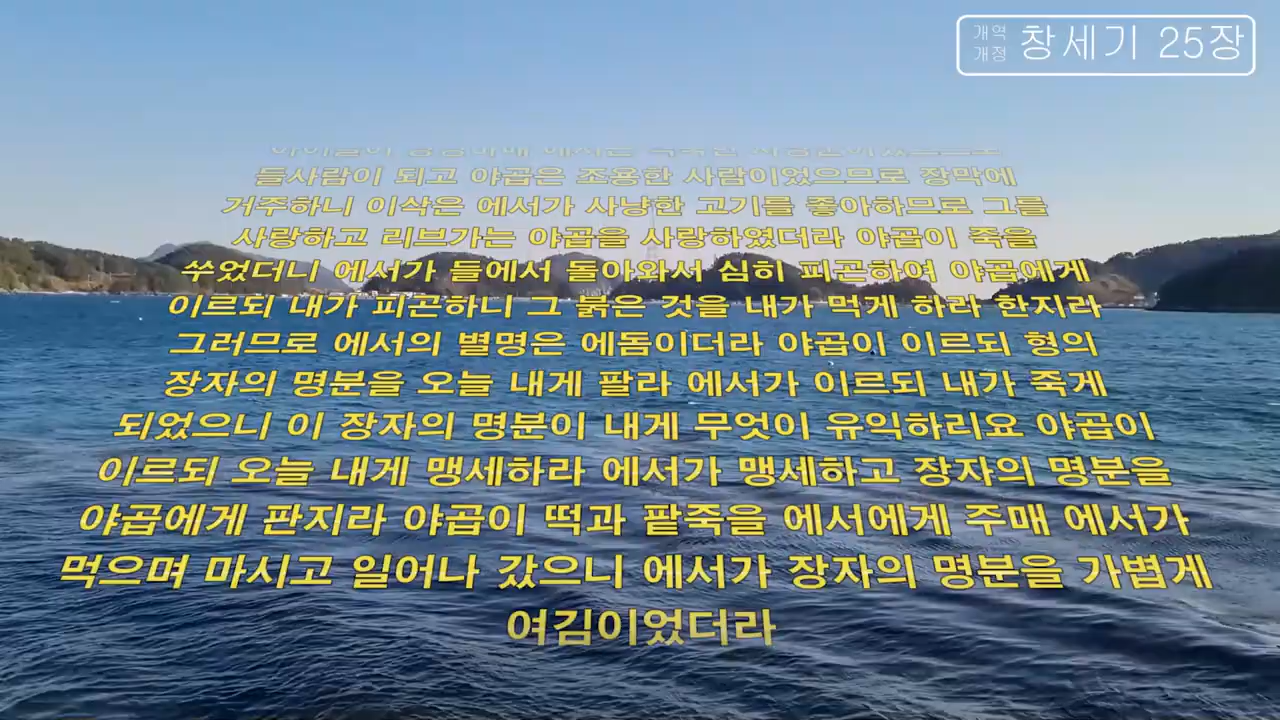 개역
개정
창세기 25장
들사람이 되고 야곱은 조용한 사람이었으므로 장막에
거주하니 이삭은 에서가 사냥한 고기를 좋아하므로 그를
사랑하고 리브가는 야곱을 사랑하였더라 야곱이 죽을
쑤었더니 에서가 들에서 돌아와서 심히 피곤하여 야곱에게
이르되 내가 피곤하니 그 붉은 것을 내가 먹게 하라 한지라
그러므로 에서의 별명은 에돔이더라 야곱이 이르되 형의
장자의 명분을 오늘 내게 팔라 에서가 이르되 내가 죽게
되었으니 이 장자의 명분이 내게 무엇이 유익하리요 야곱이
이르되 오늘 내게 맹세하라 에서가 맹세하고 장자의 명분을
야곱에게 판지라 야곱이 떡과 팥죽을 에서에게 주매 에서가
먹으며 마시고 일어나 갔으니 에서가 장자의 명분을 가볍게
여김이었더라